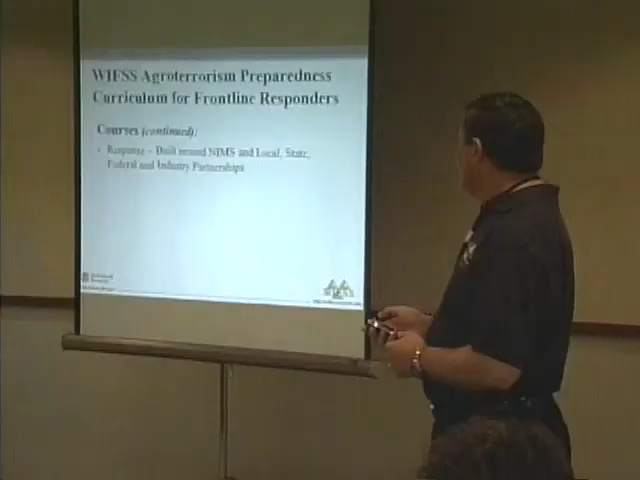 WIFSS Agroterrorism Preparedness
Curriculum for Frontline Responders
Courses (continued):
• Response – Built around NIMS and Local, State,
Federal and Industry Partnerships